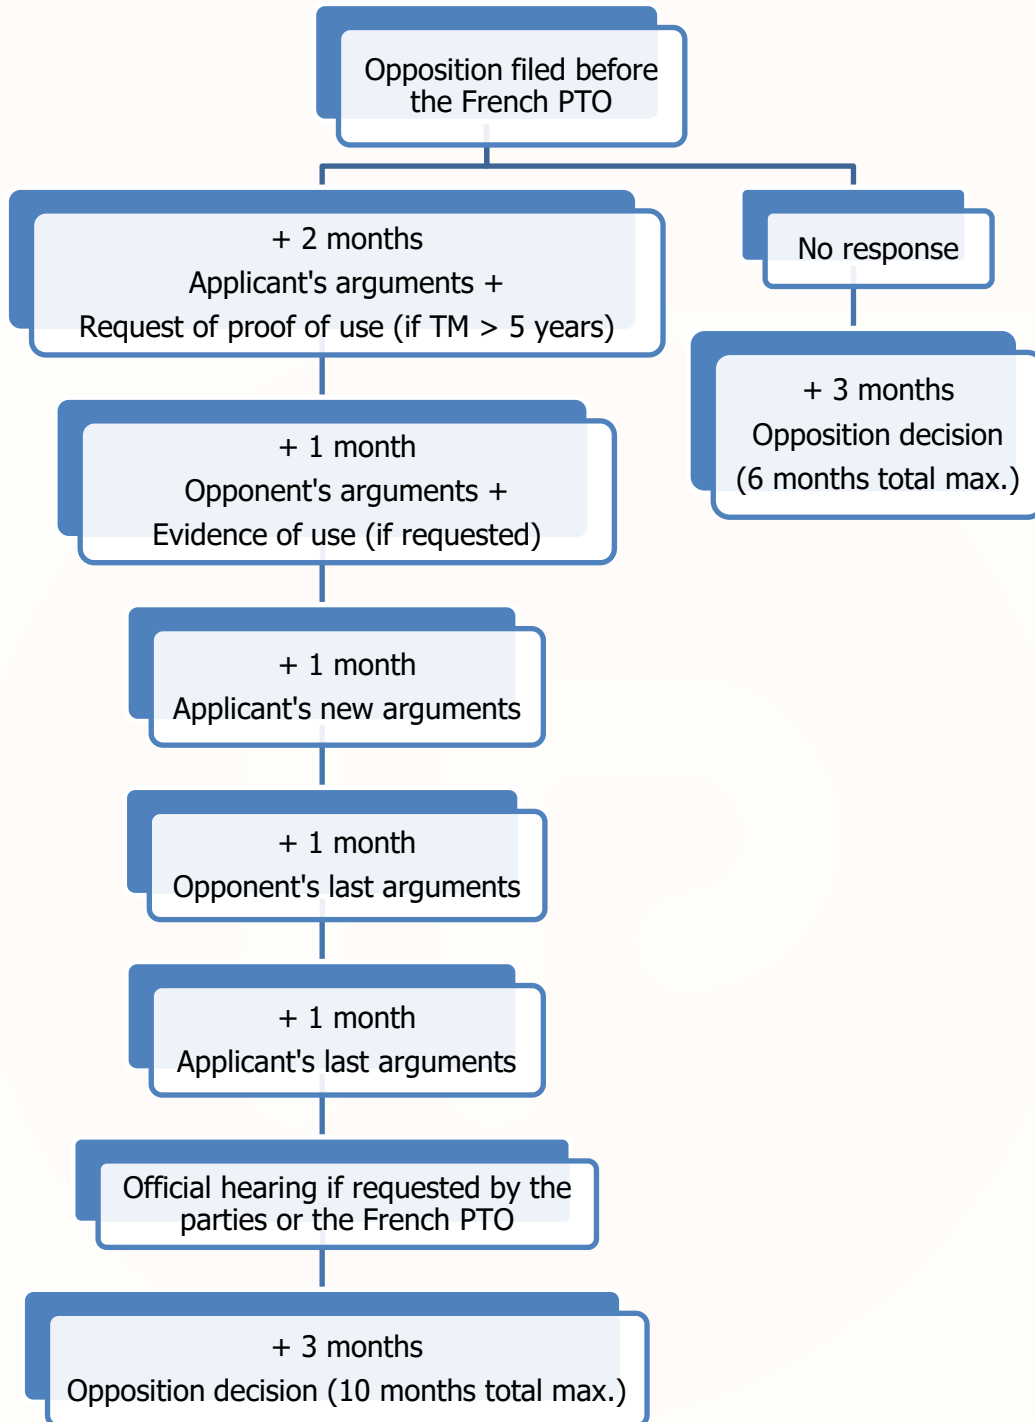 Opposition filed before
the French PTO
+ 2 months
Applicant's arguments +
Request of proof of use (if TM > 5 years)
No response
+ 3 months
Opposition decision
(6 months total max.)
+ 1 month
Opponent's arguments +
Evidence of use (if requested)
+ 1 month
Applicant's new arguments
+ 1 month
Opponent's last arguments
+ 1 month
Applicant's last arguments
Official hearing if requested by the
parties or the French PTO
+ 3 months
Opposition decision (10 months total max.)